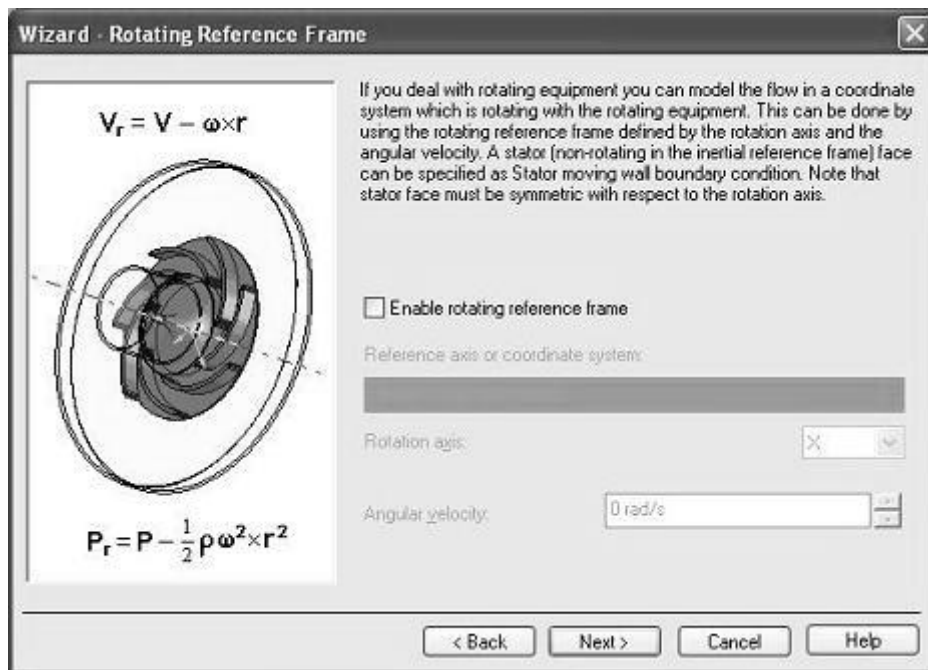 Wizard - Rotating Reference Frame
V_r = V − ω×r
P_r = P − 1/2 ρ ω²×r²
If you deal with rotating equipment you can model the flow in a coordinate
system which is rotating with the rotating equipment. This can be done by
using the rotating reference frame defined by the rotation axis and the
angular velocity. A stator (non-rotating in the inertial reference frame) face
can be specified as Stator moving wall boundary condition. Note that
stator face must be symmetric with respect to the rotation axis.
Enable rotating reference frame
Reference axis or coordinate system:
Rotation axis: X
Angular velocity: 0 rad/s
< Back Next > Cancel Help